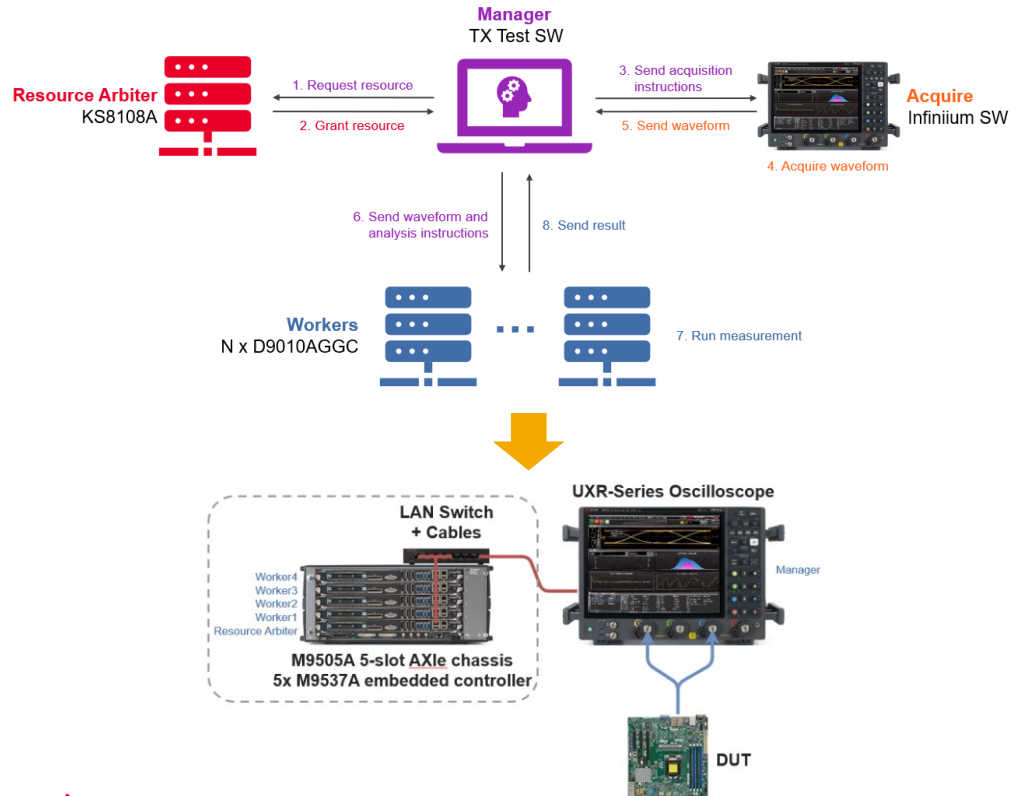 Manager
TX Test SW
Resource Arbiter
KS8108A
1. Request resource
2. Grant resource
3. Send acquisition
instructions
5. Send waveform
Acquire
Infiniium SW
4. Acquire waveform
6. Send waveform and
analysis instructions
8. Send result
Workers
N x D9010AGGC
7. Run measurement
UXR-Series Oscilloscope
LAN Switch
+ Cables
Manager
Worker4
Worker3
Worker2
Worker1
Resource Arbiter
M9505A 5-slot AXIe chassis
5x M9537A embedded controller
DUT